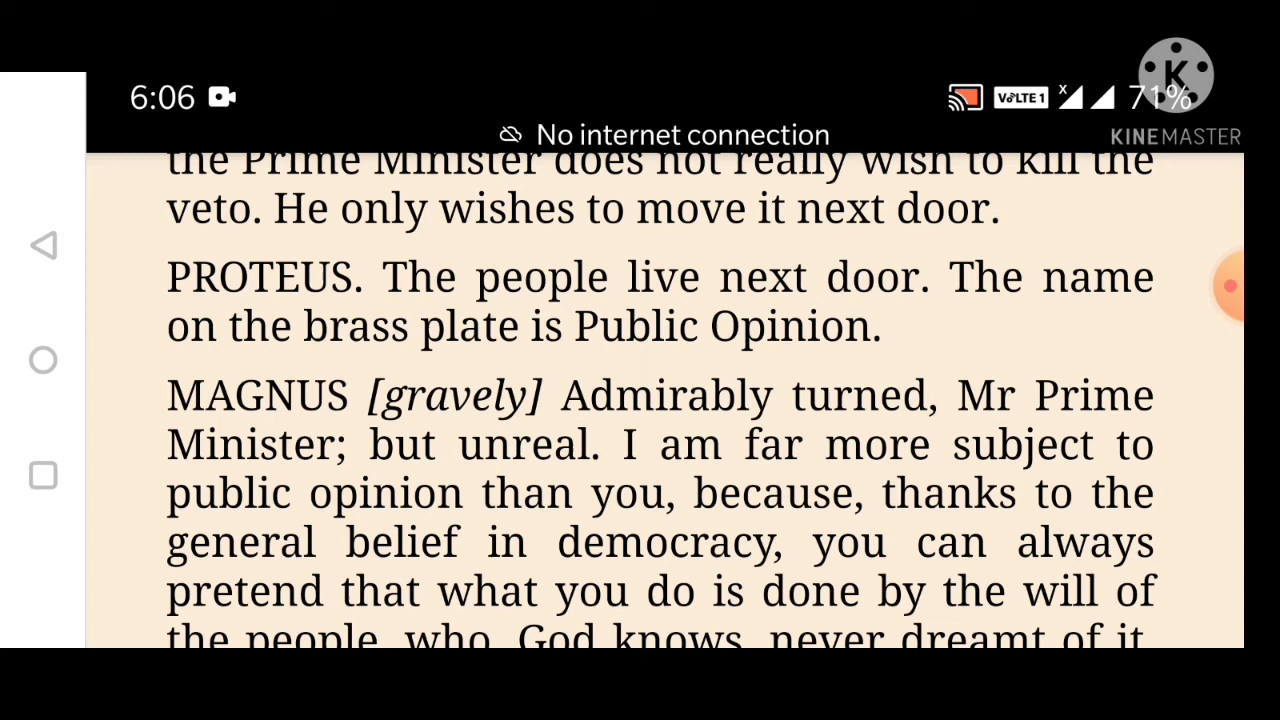 6:06 VoLTE 1 x 71%
K
No internet connection
KINEMASTER
the Prime Minister does not really wish to kill the
veto. He only wishes to move it next door.
PROTEUS. The people live next door. The name
on the brass plate is Public Opinion.
MAGNUS [gravely] Admirably turned, Mr Prime
Minister; but unreal. I am far more subject to
public opinion than you, because, thanks to the
general belief in democracy, you can always
pretend that what you do is done by the will of
the people, who, God knows, never dreamt of it,